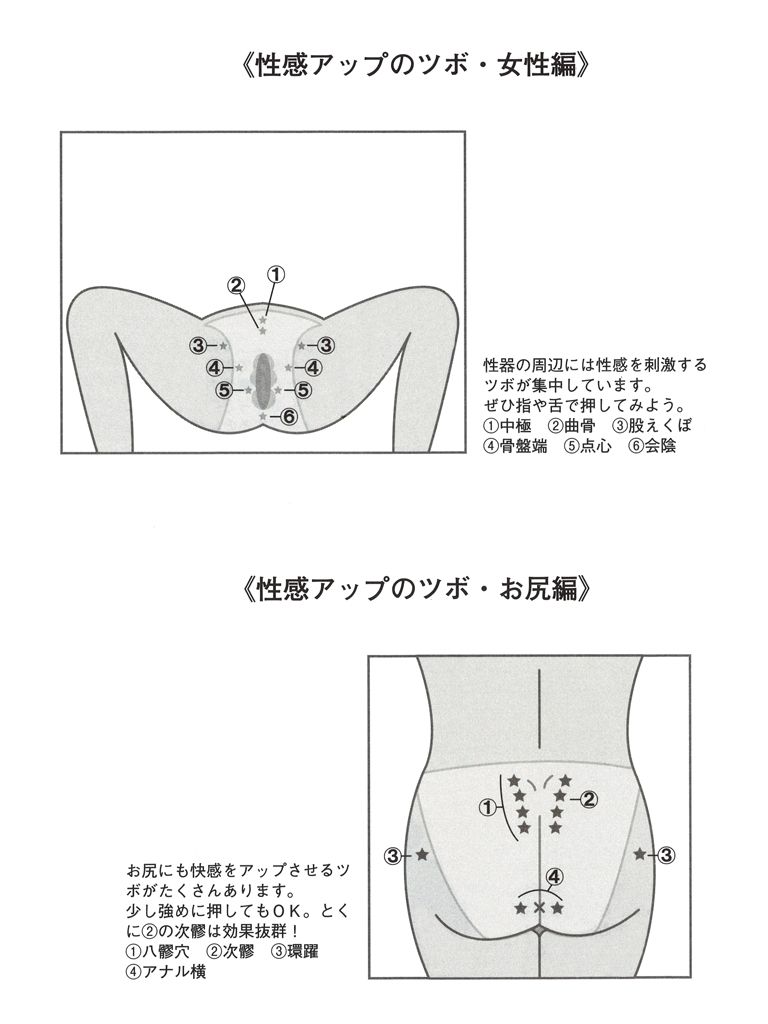 《性感アップのツボ・女性編》
①
②
③ ③
④ ④
⑤ ⑤
⑥
性器の周辺には性感を刺激する
ツボが集中しています。
ぜひ指や舌で押してみよう。
①中極 ②曲骨 ③股えくぼ
④骨盤端 ⑤点心 ⑥会陰
《性感アップのツボ・お尻編》
① ②
③ ③
④
お尻にも快感をアップさせるツ
ボがたくさんあります。
少し強めに押してもOK。とく
に②の次髎は効果抜群！
①八髎穴 ②次髎 ③環躍
④アナル横